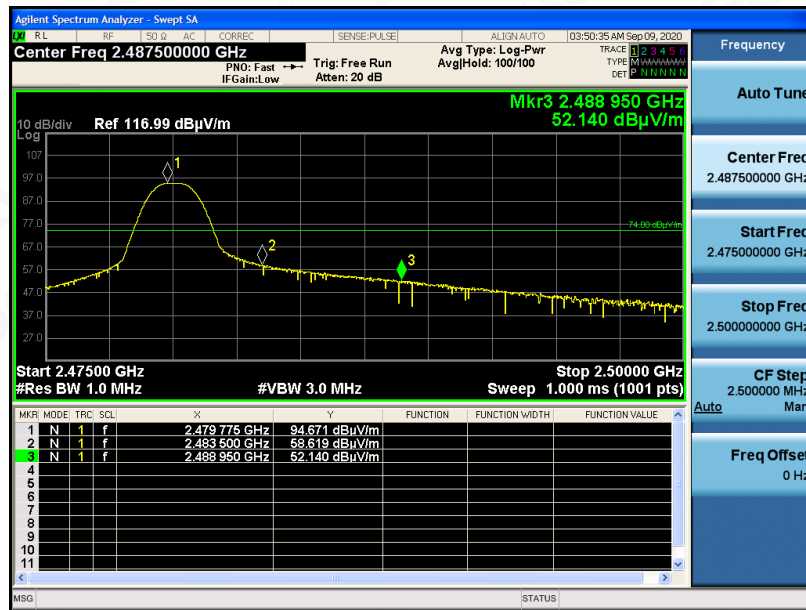 Agilent Spectrum Analyzer - Swept SA
LXI RL RF 50 Ω AC CORREC SENSE:PULSE ALIGN AUTO 03:50:35 AM Sep 09, 2020
Center Freq 2.487500000 GHz
PNO: Fast
IFGain:Low
Trig: Free Run
Atten: 20 dB
Avg Type: Log-Pwr
Avg|Hold: 100/100
TRACE 1 2 3 4 5 6
TYPE M W W W W W
DET P N N N N N
Frequency
Mkr3 2.488 950 GHz
52.140 dBµV/m
10 dB/div Ref 116.99 dBµV/m
Log
107
97.0
87.0
77.0
67.0
57.0
47.0
37.0
27.0
1
2
3
74.00 dBµV/m
Start 2.47500 GHz Stop 2.50000 GHz
#Res BW 1.0 MHz #VBW 3.0 MHz Sweep 1.000 ms (1001 pts)
MKR MODE TRC SCL X Y FUNCTION FUNCTION WIDTH FUNCTION VALUE
1 N 1 f 2.479 775 GHz 94.671 dBµV/m
2 N 1 f 2.483 500 GHz 58.619 dBµV/m
3 N 1 f 2.488 950 GHz 52.140 dBµV/m
4
5
6
7
8
9
10
11
MSG STATUS
Auto Tune
Center Freq
2.487500000 GHz
Start Freq
2.475000000 GHz
Stop Freq
2.500000000 GHz
CF Step
2.500000 MHz
Auto Man
Freq Offset
0 Hz